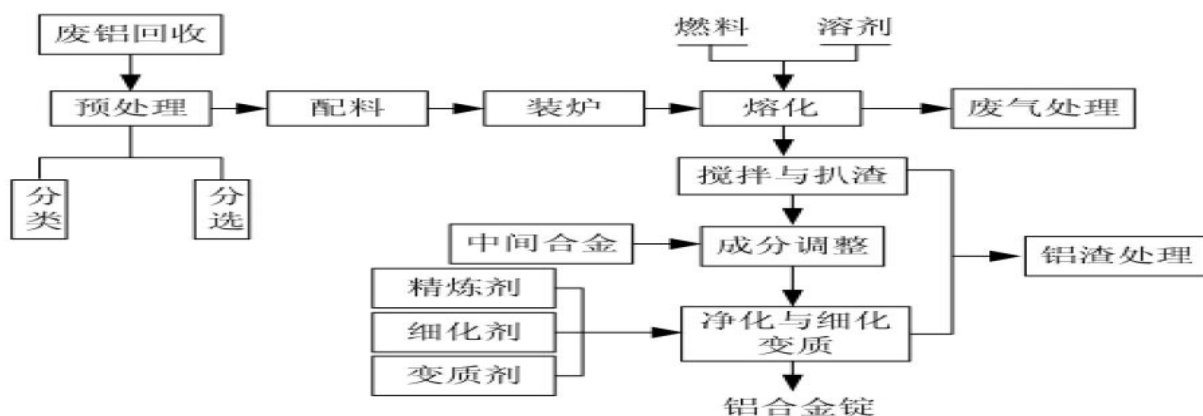 废铝回收
燃料
溶剂
预处理
配料
装炉
熔化
废气处理
分类
分选
搅拌与扒渣
中间合金
成分调整
铝渣处理
精炼剂
细化剂
变质剂
净化与细化
变质
铝合金锭